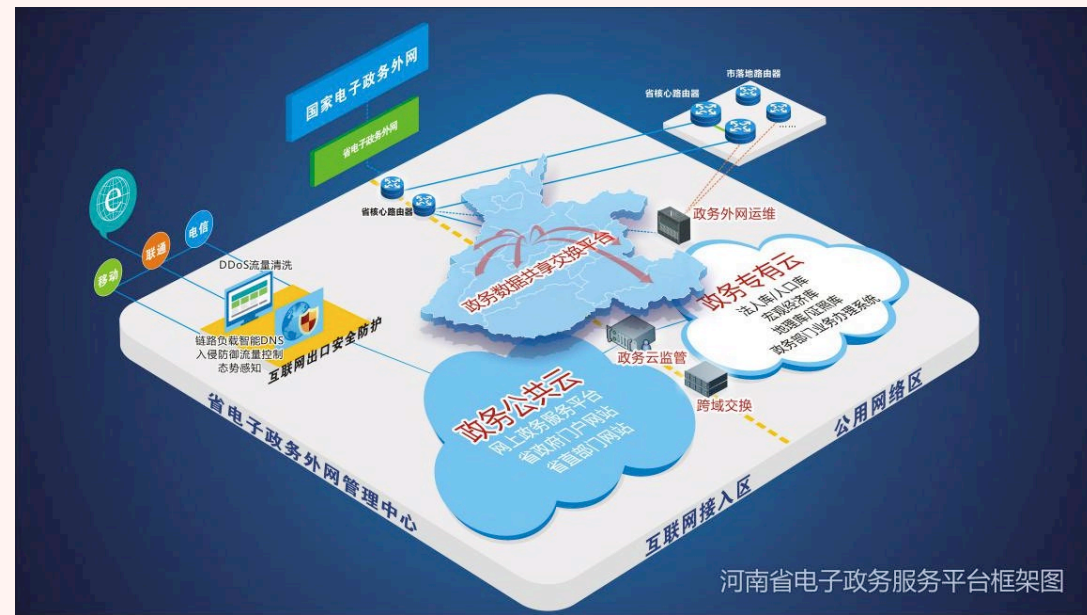 国家电子政务外网
省电子政务外网
市落地路由器
省核心路由器
……
省核心路由器
e
电信
联通
移动
DDoS流量清洗
链路负载智能DNS
入侵防御流量控制
态势感知
互联网出口安全防护
政务数据共享交换平台
政务外网运维
政务专有云
法人库/人口库
宏观经济库
地理库/证照库
政务部门业务办理系统
政务云监管
跨域交换
政务公共云
网上政务服务平台
省政府门户网站
省直部门网站
省电子政务外网管理中心
互联网接入区
公用网络区
河南省电子政务服务平台框架图